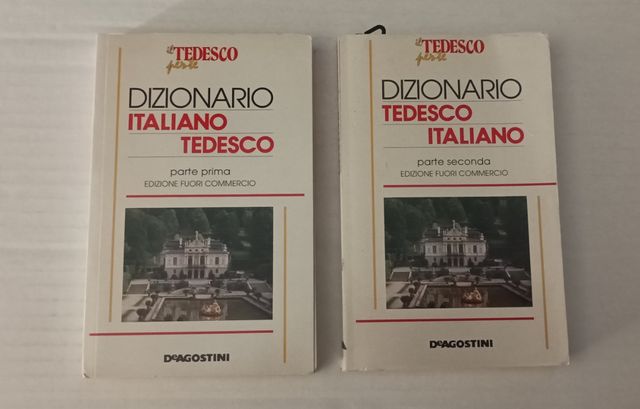 il TEDESCO
per te
DIZIONARIO
ITALIANO
TEDESCO
parte prima
EDIZIONE FUORI COMMERCIO
DEAGOSTINI
il TEDESCO
per te
DIZIONARIO
TEDESCO
ITALIANO
parte seconda
EDIZIONE FUORI COMMERCIO
DEAGOSTINI